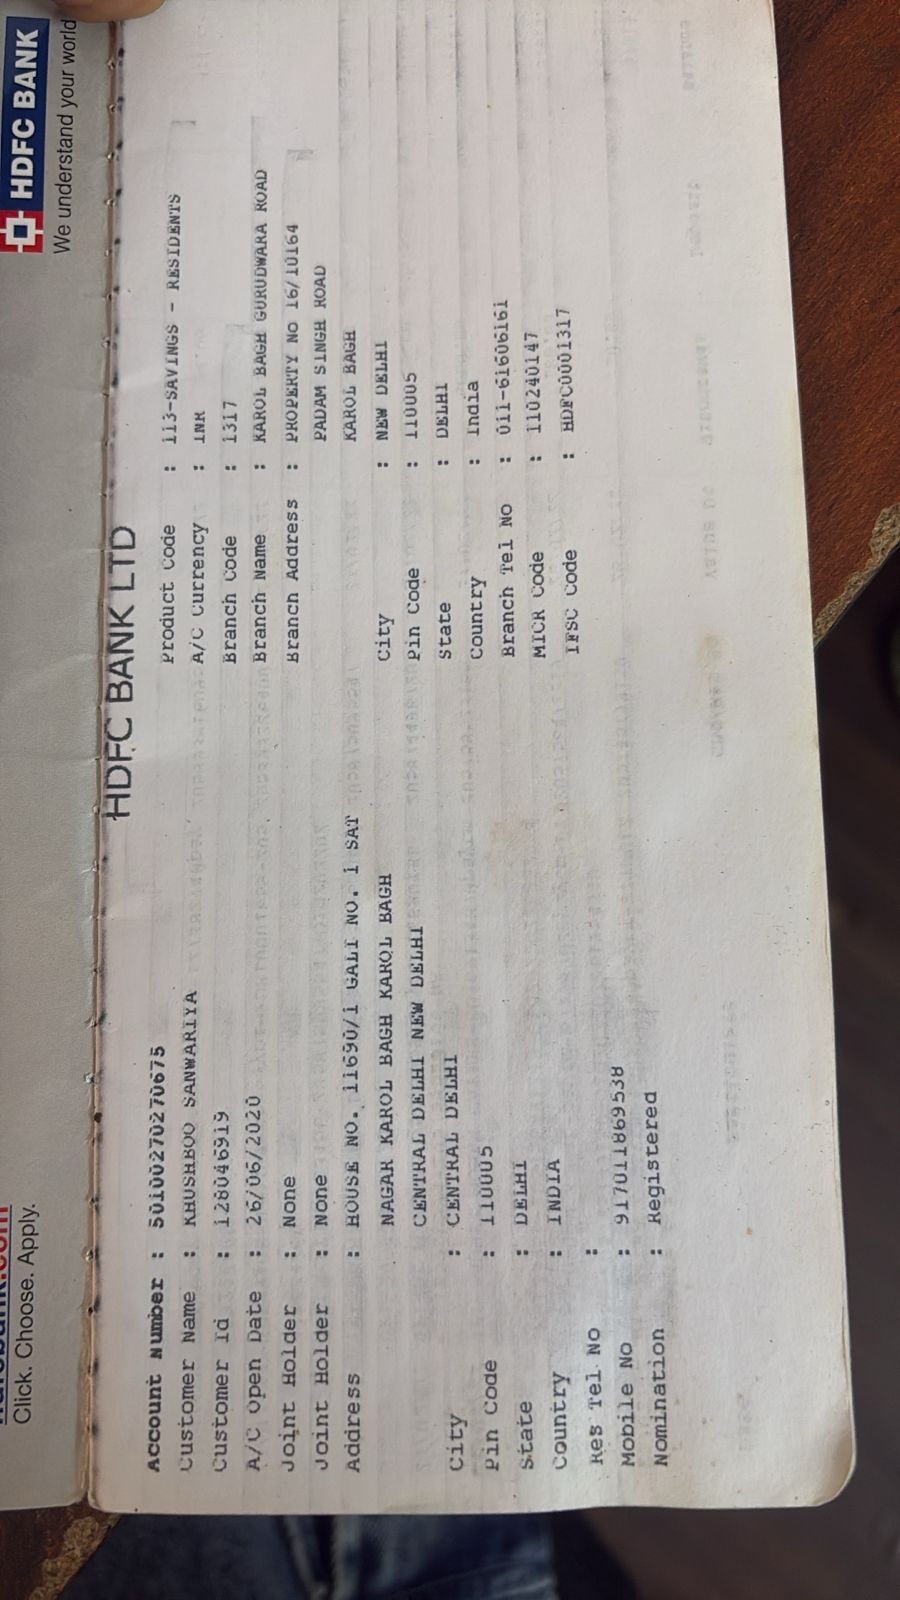 HDFC BANK
We understand your world
Click. Choose. Apply.
HDFC BANK LTD
Account Number : 50100270270675
Customer Name : KHUSHBOO SANWARIYA
Customer Id : 128046919
A/C Open Date : 26/06/2020
Joint Holder : None
Joint Holder : None
Address : HOUSE NO. 11690/1 GALI NO. 1 SAT
NAGAR KAROL BAGH KAROL BAGH
CENTRAL DELHI NEW DELHI
City : CENTRAL DELHI
Pin Code : 110005
State : DELHI
Country : INDIA
Res Tel No :
Mobile No : 917011869538
Nomination : Registered
Product Code : 113-SAVINGS - RESIDENTS
A/C Currency : INR
Branch Code : 1317
Branch Name : KAROL BAGH GURUDWARA ROAD
Branch Address : PROPERTY NO 16/10164
PADAM SINGH ROAD
KAROL BAGH
City : NEW DELHI
Pin Code : 110005
State : DELHI
Country : India
Branch Tel No : 011-61606161
MICR Code : 110240147
IFSC Code : HDFC0001317